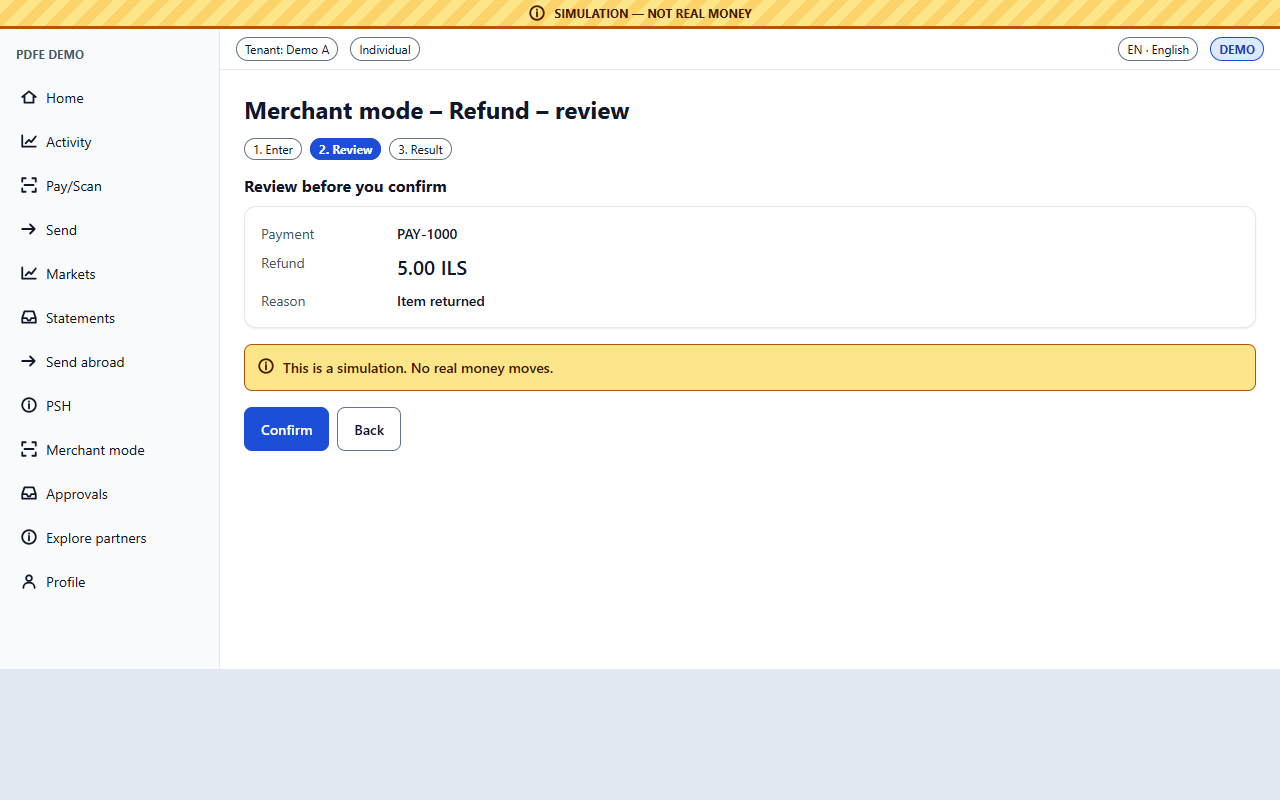 SIMULATION — NOT REAL MONEY
PDFE DEMO
Tenant: Demo A
Individual
EN · English
DEMO
Home
Activity
Pay/Scan
Send
Markets
Statements
Send abroad
PSH
Merchant mode
Approvals
Explore partners
Profile
Merchant mode – Refund – review
1. Enter
2. Review
3. Result
Review before you confirm
Payment PAY-1000
Refund 5.00 ILS
Reason Item returned
This is a simulation. No real money moves.
Confirm
Back